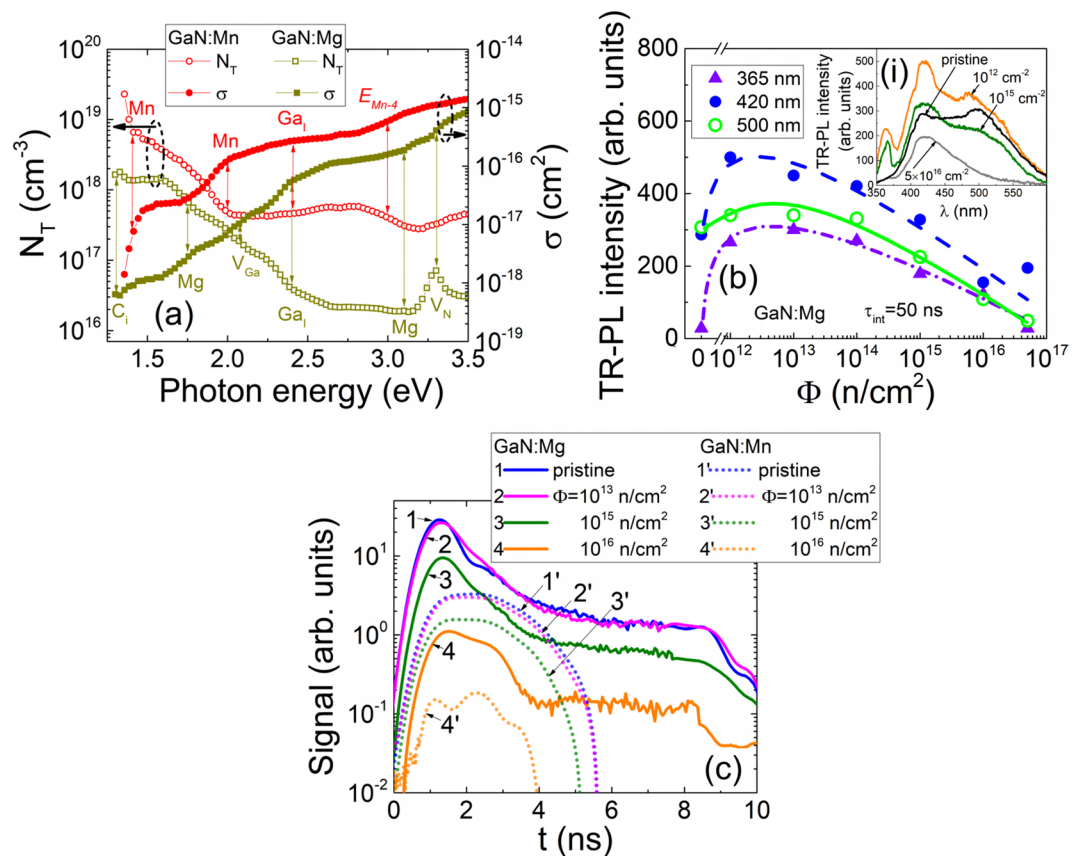 10^20
10^19
10^18
10^17
10^16
N_T (cm^-3)
GaN:Mn GaN:Mg
N_T N_T
σ σ
Mn
Mn
Ga_I
E_Mn-4
C_i
Mg
V_Ga
Ga_I
Mg
V_N
(a)
10^-14
10^-15
10^-16
10^-17
10^-18
10^-19
σ (cm^2)
1.5 2.0 2.5 3.0 3.5
Photon energy (eV)
TR-PL intensity (arb. units)
800
600
400
200
0
365 nm
420 nm
500 nm
(b)
GaN:Mg τ_int=50 ns
0 10^12 10^13 10^14 10^15 10^16 10^17
Φ (n/cm^2)
(i)
TR-PL intensity
(arb. units)
500
400
300
200
100
0
pristine
10^12 cm^-2
10^15 cm^-2
5×10^16 cm^-2
350 400 450 500 550
λ (nm)
GaN:Mg GaN:Mn
1 pristine 1' pristine
2 Φ=10^13 n/cm^2 2' Φ=10^13 n/cm^2
3 10^15 n/cm^2 3' 10^15 n/cm^2
4 10^16 n/cm^2 4' 10^16 n/cm^2
Signal (arb. units)
10^1
10^0
10^-1
10^-2
1
2
3
4
1'
2'
3'
4'
(c)
0 2 4 6 8 10
t (ns)